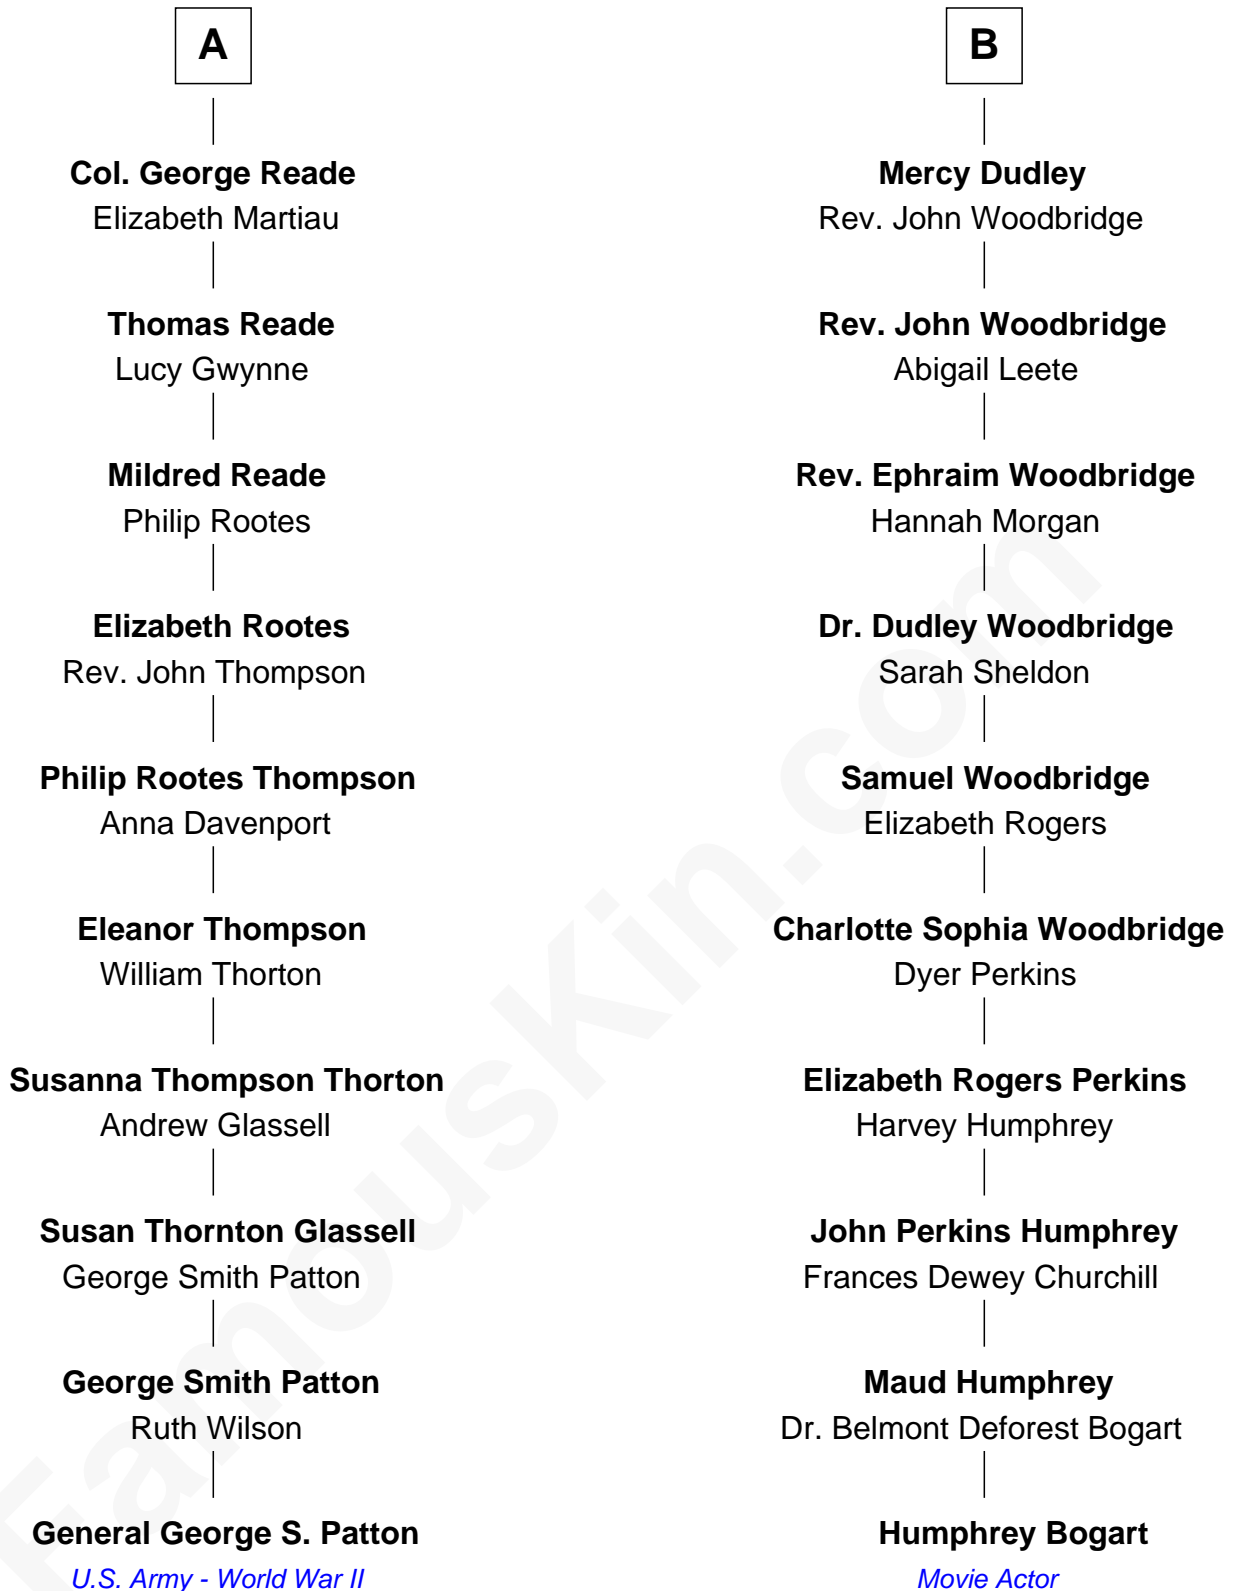 A
Col. George Reade
Elizabeth Martiau
Thomas Reade
Lucy Gwynne
Mildred Reade
Philip Rootes
Elizabeth Rootes
Rev. John Thompson
Philip Rootes Thompson
Anna Davenport
Eleanor Thompson
William Thorton
Susanna Thompson Thorton
Andrew Glassell
Susan Thornton Glassell
George Smith Patton
George Smith Patton
Ruth Wilson
General George S. Patton
U.S. Army - World War II
B
Mercy Dudley
Rev. John Woodbridge
Rev. John Woodbridge
Abigail Leete
Rev. Ephraim Woodbridge
Hannah Morgan
Dr. Dudley Woodbridge
Sarah Sheldon
Samuel Woodbridge
Elizabeth Rogers
Charlotte Sophia Woodbridge
Dyer Perkins
Elizabeth Rogers Perkins
Harvey Humphrey
John Perkins Humphrey
Frances Dewey Churchill
Maud Humphrey
Dr. Belmont Deforest Bogart
Humphrey Bogart
Movie Actor
FamousKin.com